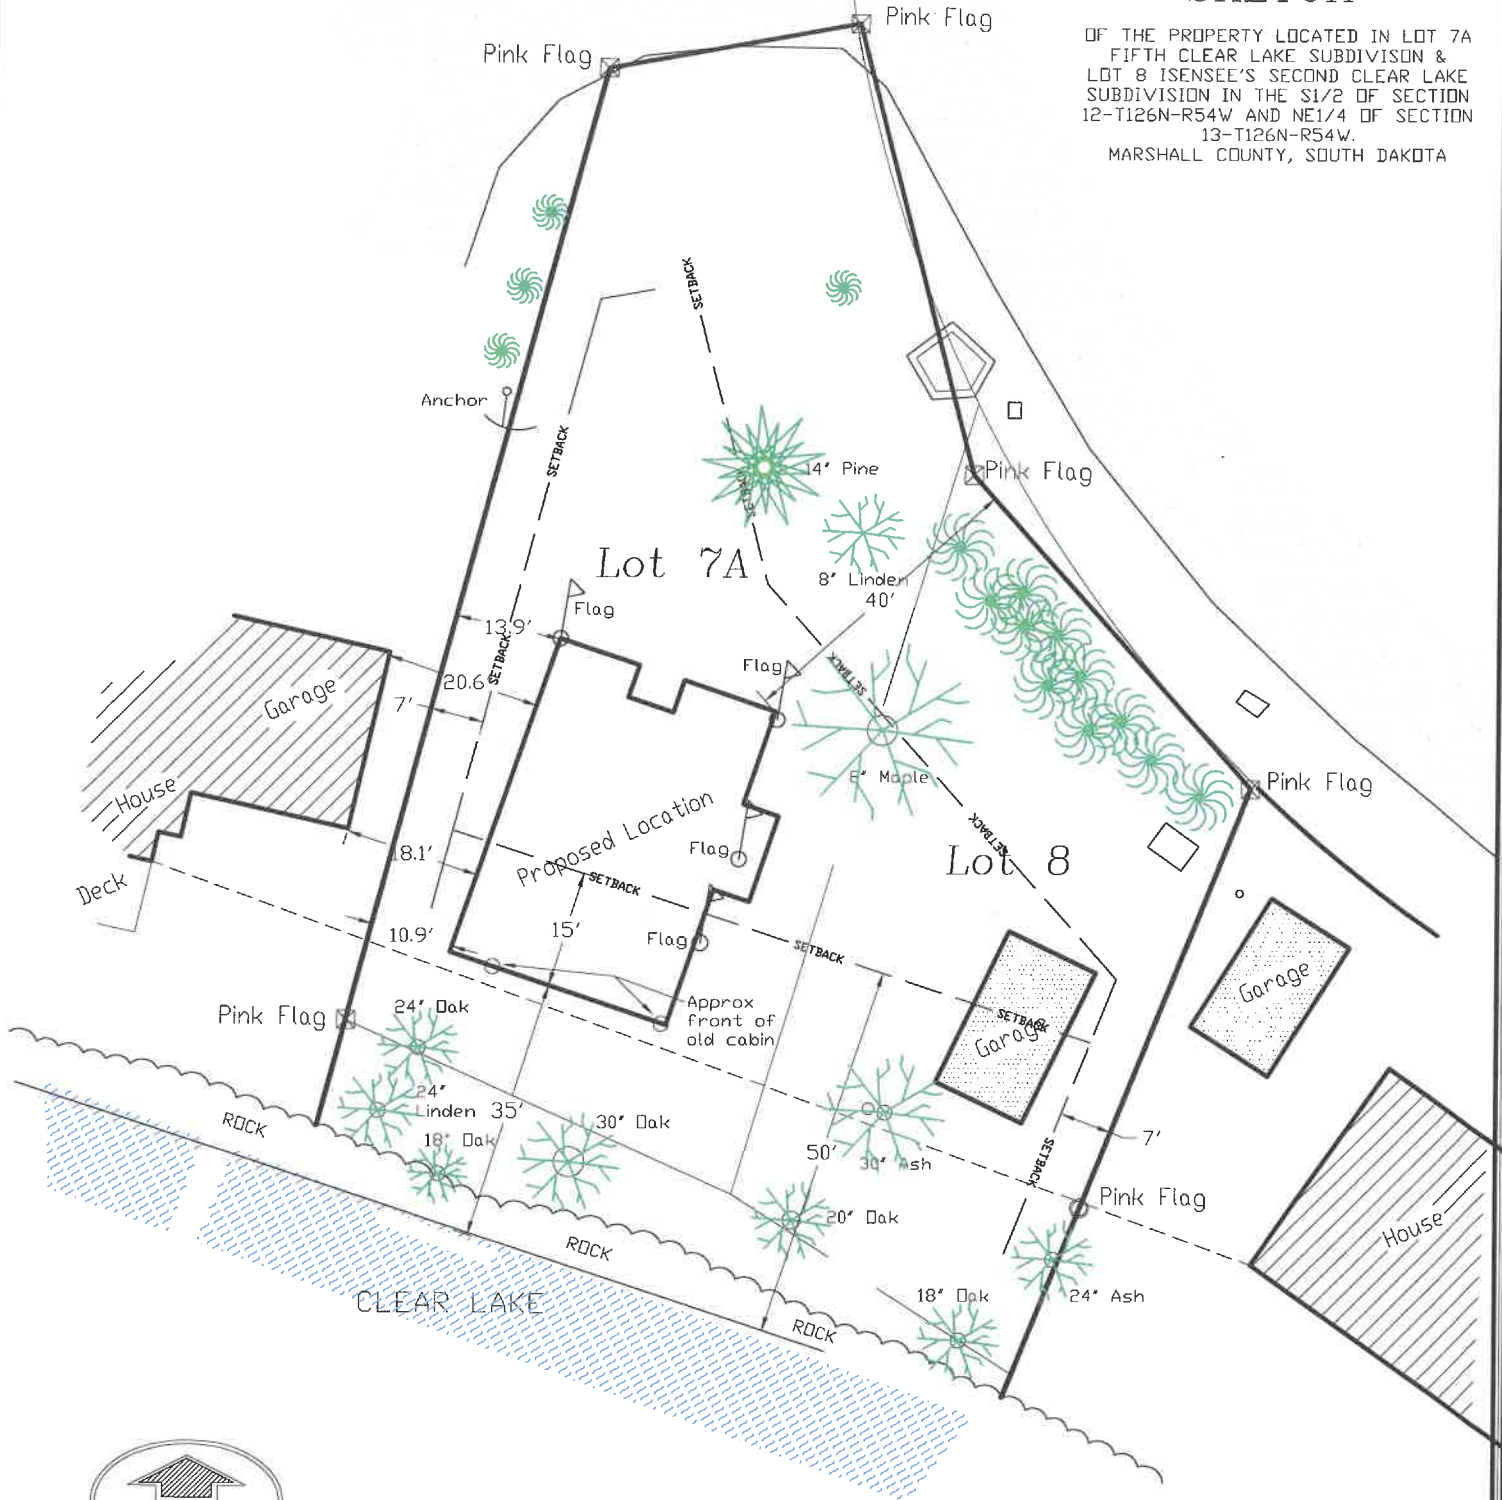 SKETCH
OF THE PROPERTY LOCATED IN LOT 7A
FIFTH CLEAR LAKE SUBDIVISON &
LOT 8 ISENSEE'S SECOND CLEAR LAKE
SUBDIVISION IN THE S1/2 OF SECTION
12-T126N-R54W AND NE1/4 OF SECTION
13-T126N-R54W.
MARSHALL COUNTY, SOUTH DAKOTA
Pink Flag
Pink Flag
SETBACK
Anchor
SETBACK
14" Pine
SETBACK
Pink Flag
Lot 7A
8" Linden
40'
Flag
13.9'
SETBACK
Flag
SETBACK
20.6'
7'
Garage
House
8" Maple
Pink Flag
Proposed Location
Flag
SETBACK
Lot 8
18.1'
SETBACK
Deck
10.9'
15'
Flag
SETBACK
Garage
Approx
front of
old cabin
24" Oak
Pink Flag
SETBACK
Garage
24"
Linden
35'
30" Oak
ROCK
18" Oak
50'
30" Ash
SETBACK
7'
Pink Flag
20" Oak
House
ROCK
CLEAR LAKE
18" Oak
24" Ash
ROCK